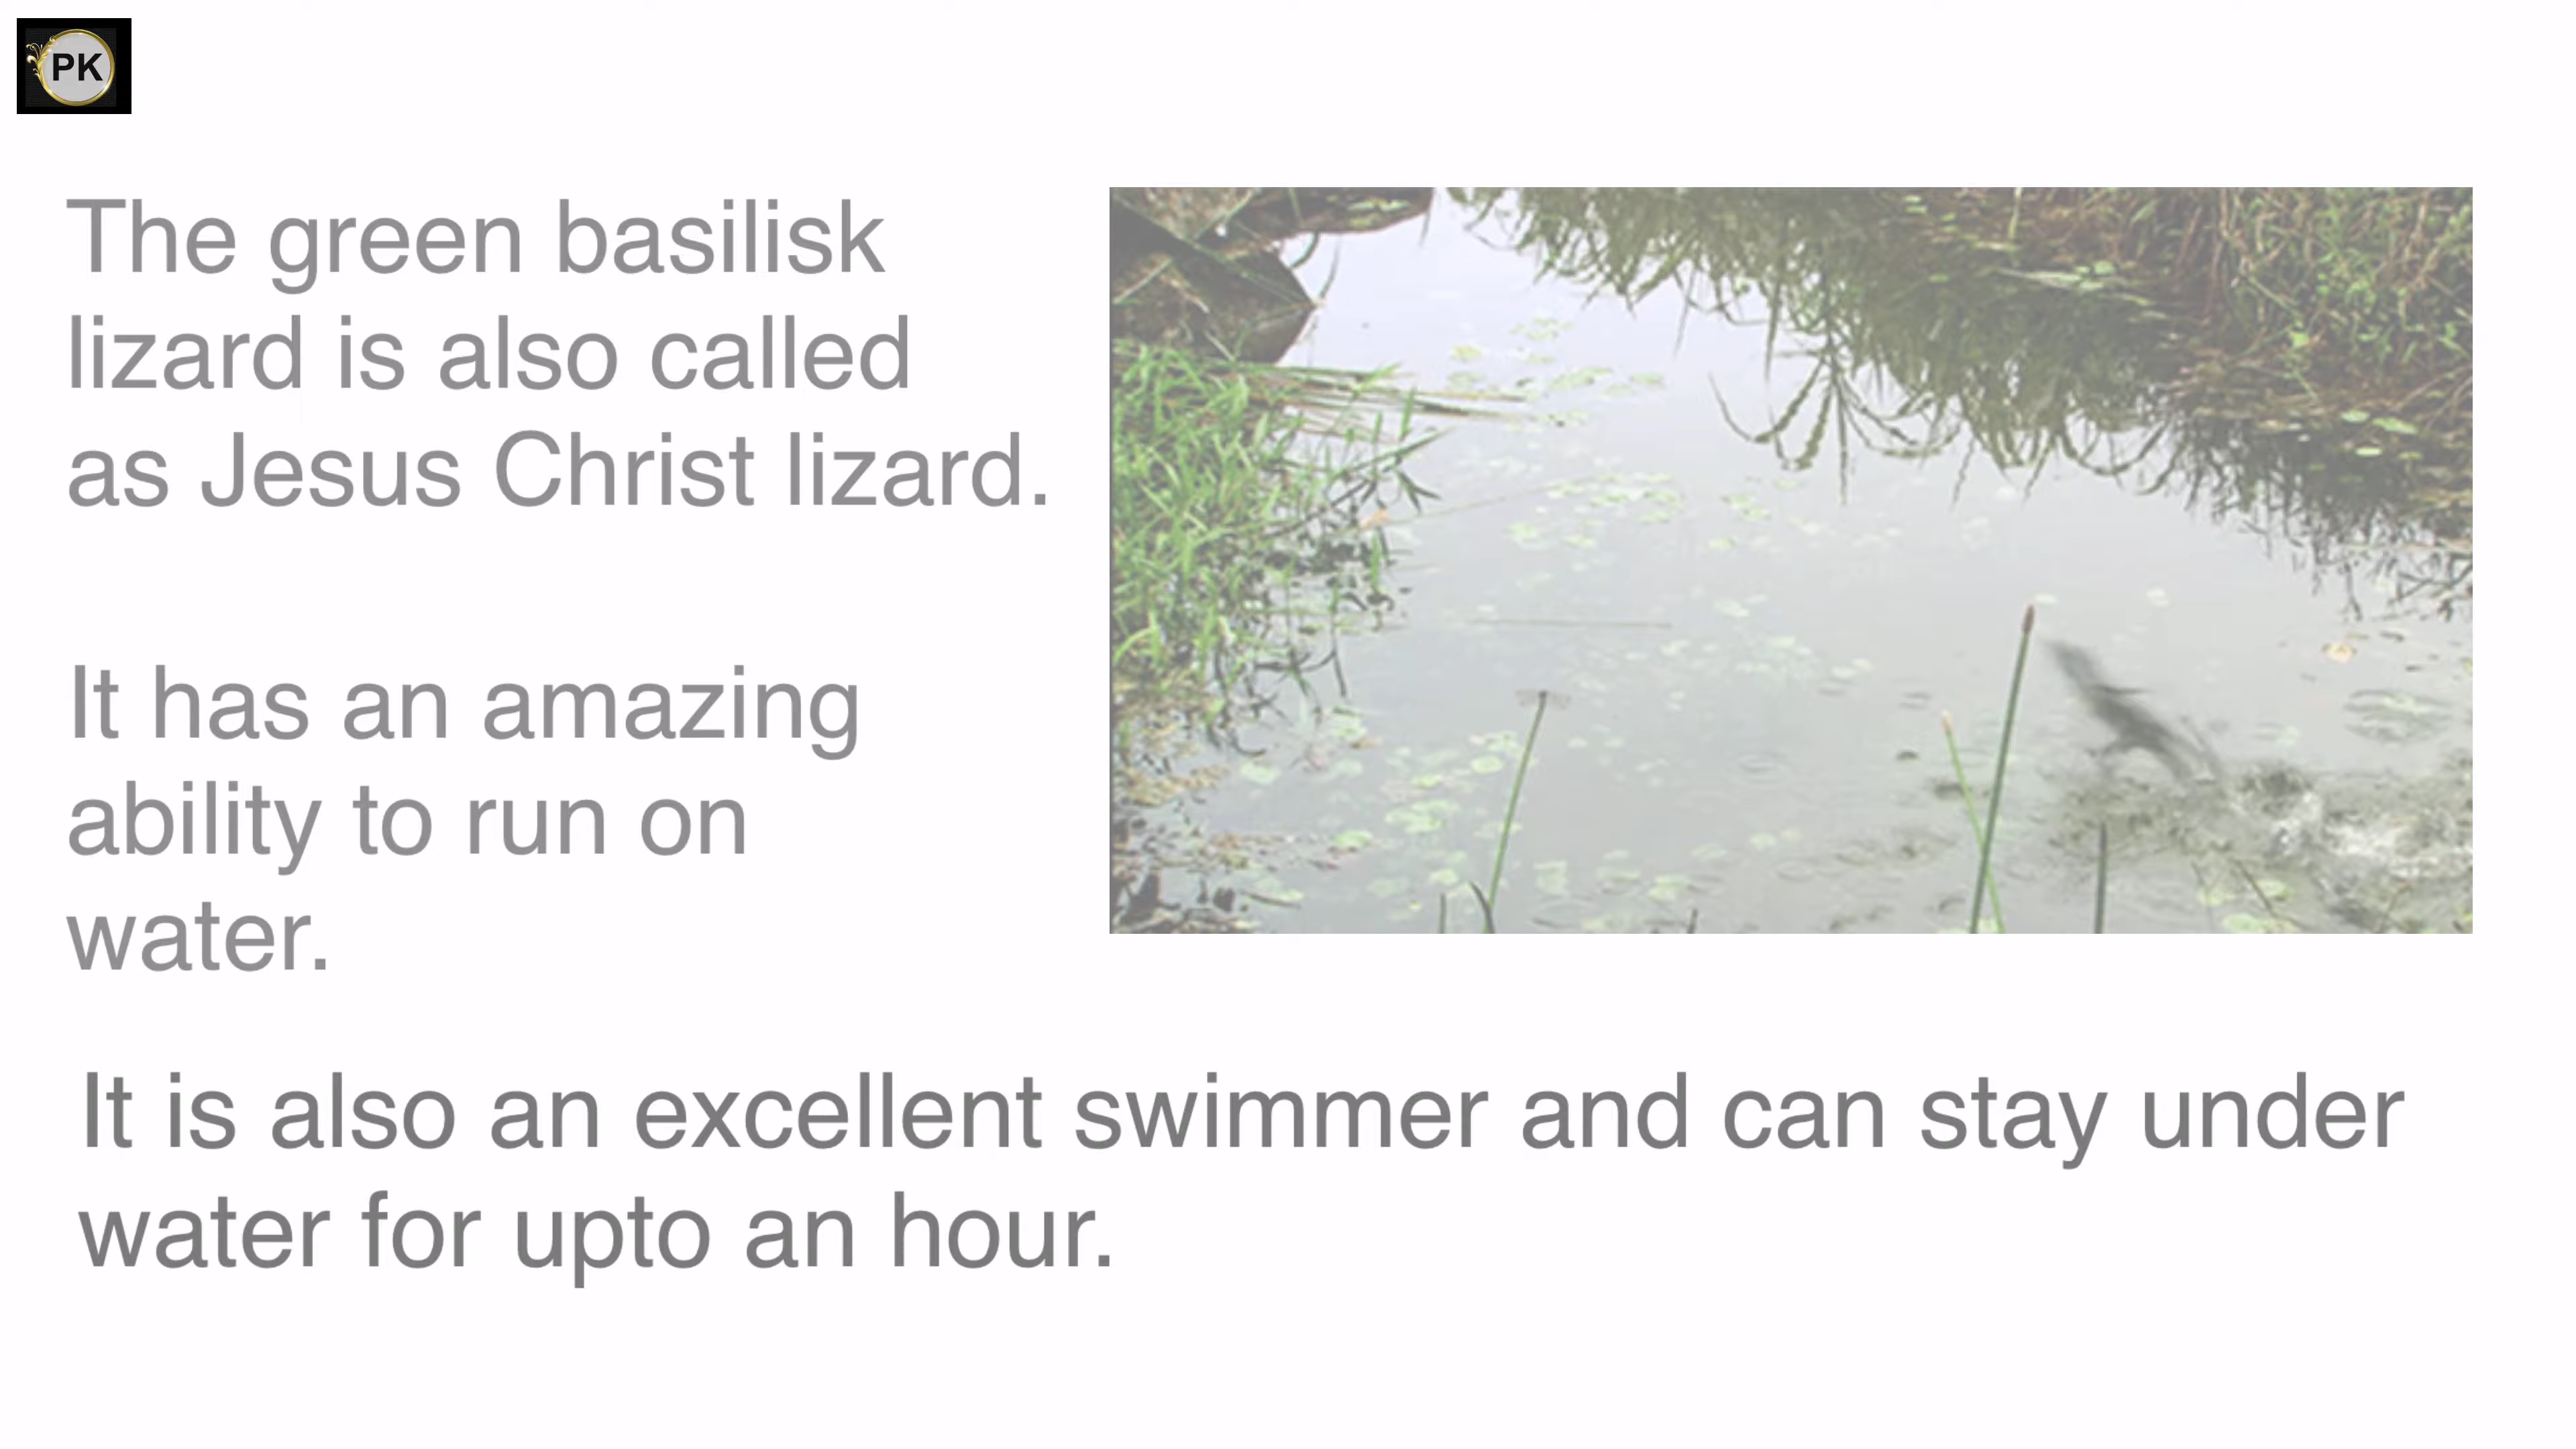 PK
The green basilisk
lizard is also called
as Jesus Christ lizard.
It has an amazing
ability to run on
water.
It is also an excellent swimmer and can stay under
water for upto an hour.